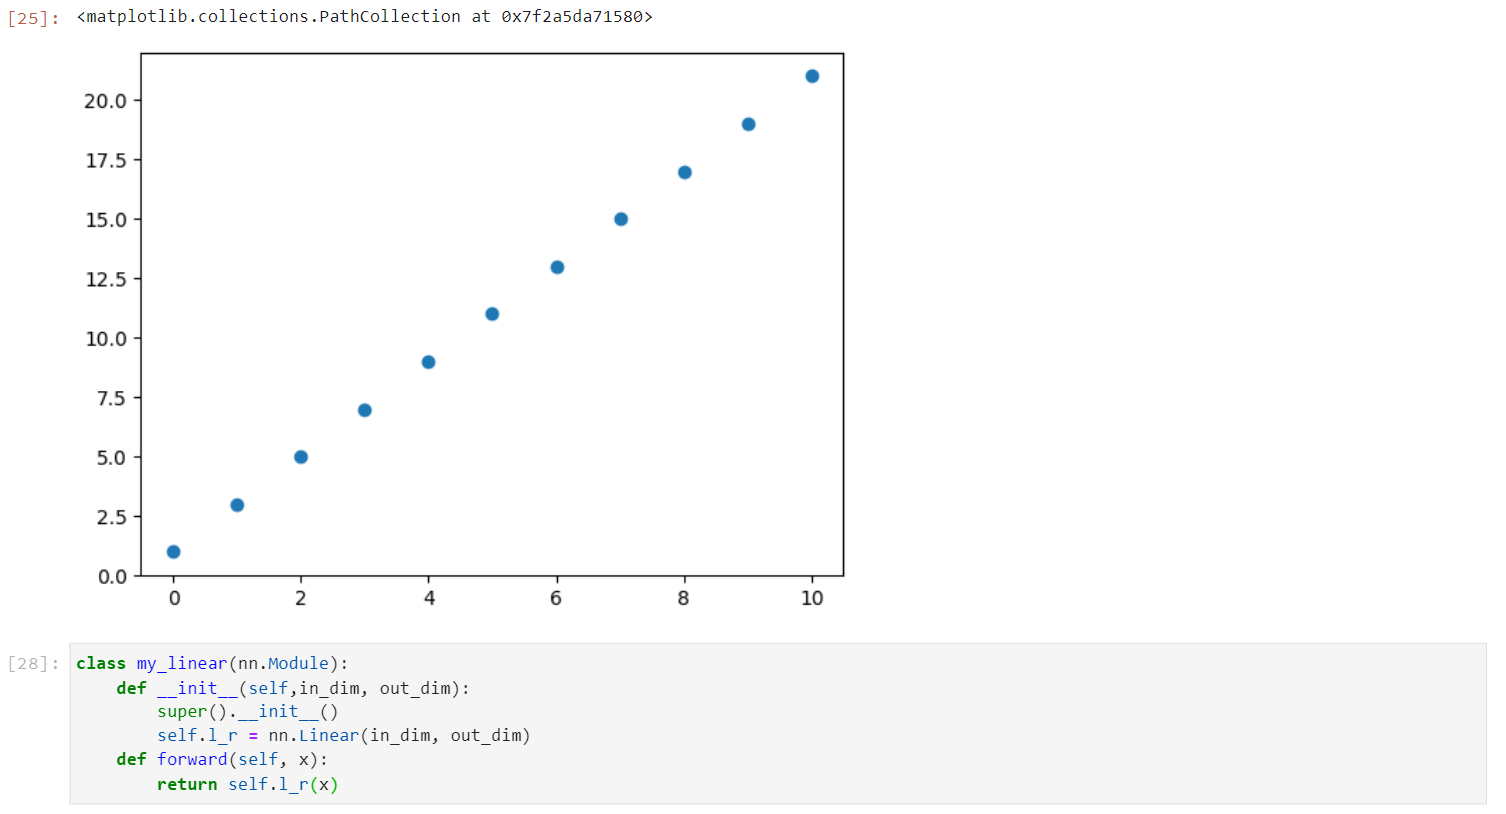 [25]: <matplotlib.collections.PathCollection at 0x7f2a5da71580>
20.0
17.5
15.0
12.5
10.0
7.5
5.0
2.5
0.0
0 2 4 6 8 10
[28]: class my_linear(nn.Module):
    def __init__(self,in_dim, out_dim):
        super().__init__()
        self.l_r = nn.Linear(in_dim, out_dim)
    def forward(self, x):
        return self.l_r(x)